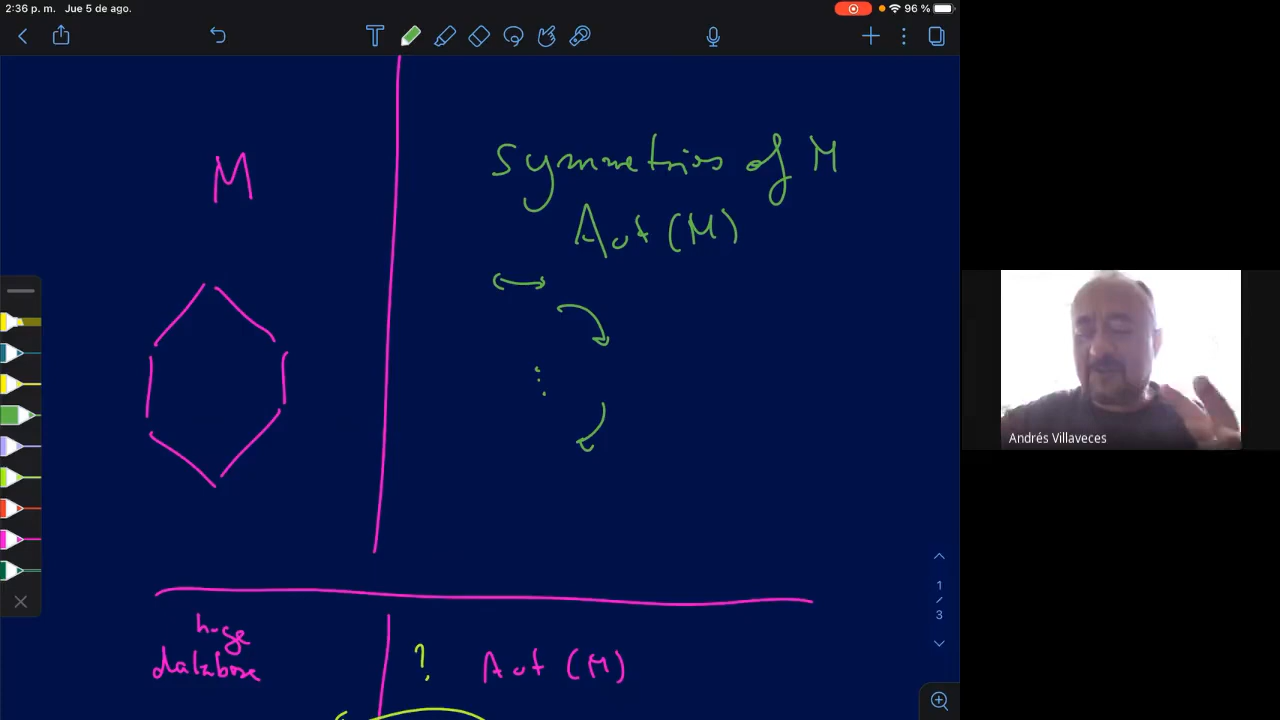 2:36 p. m. Jue 5 de ago.
96 %
T
M
Symmetries of M
Aut (M)
1
/
3
huge
database
? Aut (M)
Andrés Villaveces